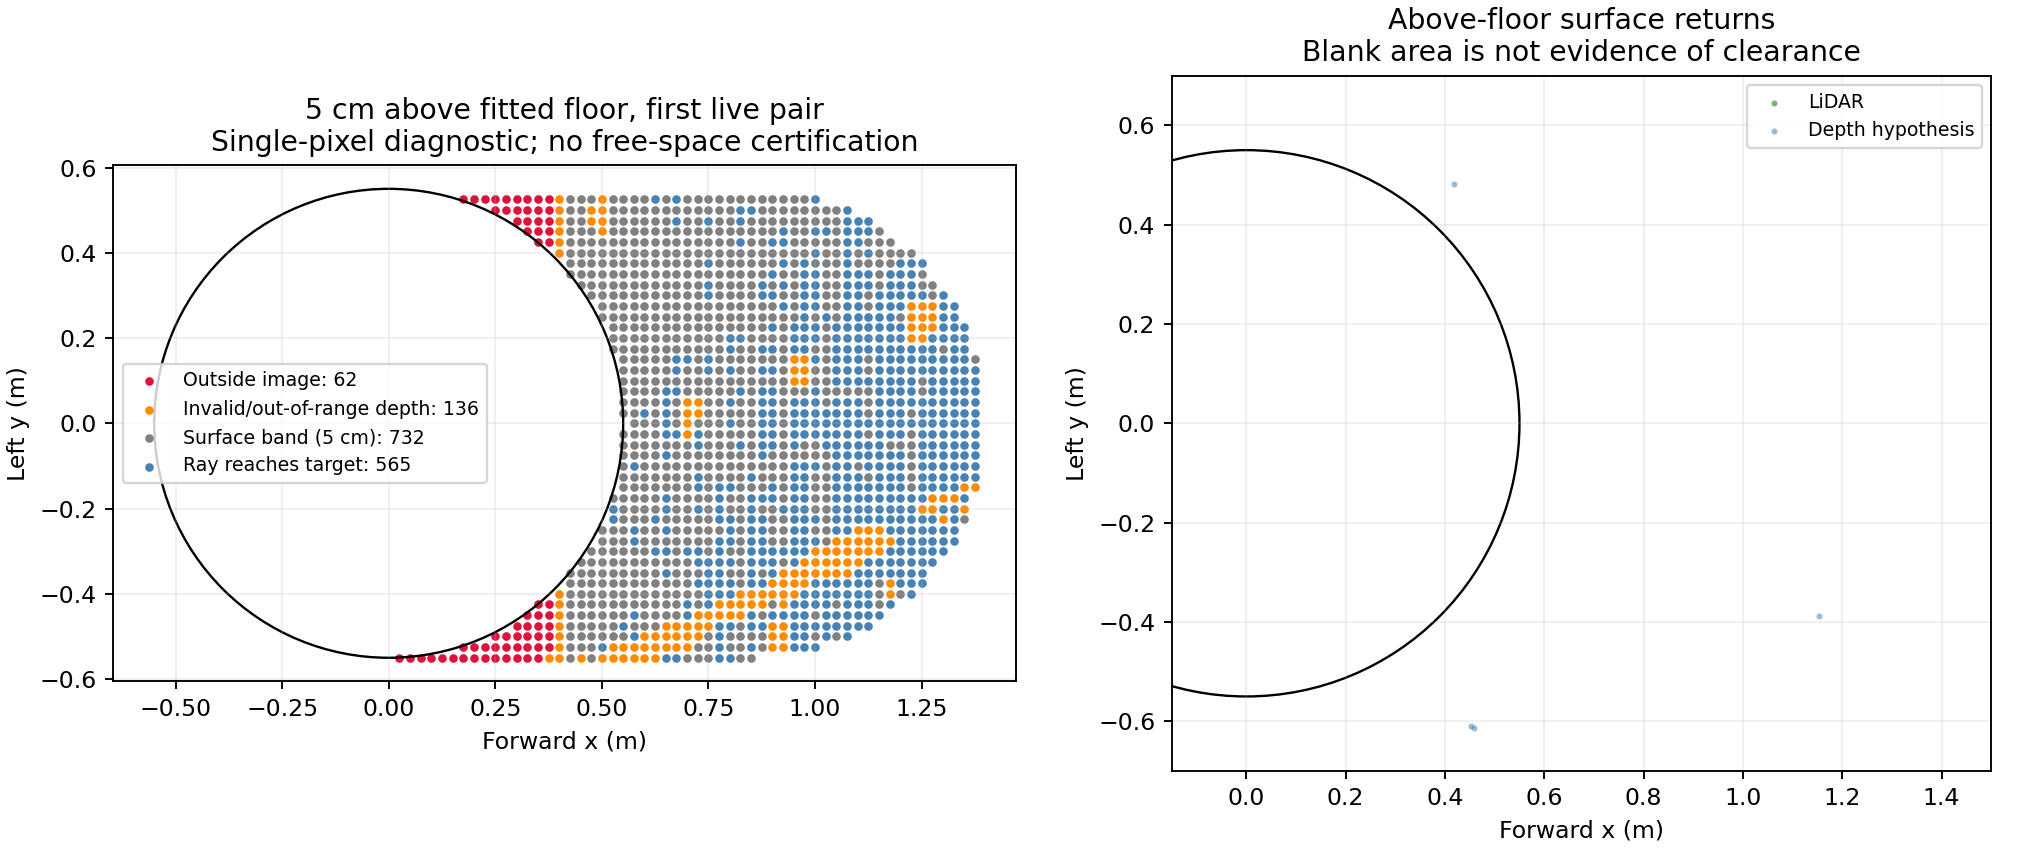 5 cm above fitted floor, first live pair
Single-pixel diagnostic; no free-space certification
Left y (m)
0.6
0.4
0.2
0.0
−0.2
−0.4
−0.6
Outside image: 62
Invalid/out-of-range depth: 136
Surface band (5 cm): 732
Ray reaches target: 565
−0.50
−0.25
0.00
0.25
0.50
0.75
1.00
1.25
Forward x (m)
Above-floor surface returns
Blank area is not evidence of clearance
Left y (m)
0.6
0.4
0.2
0.0
−0.2
−0.4
−0.6
LiDAR
Depth hypothesis
0.0
0.2
0.4
0.6
0.8
1.0
1.2
1.4
Forward x (m)